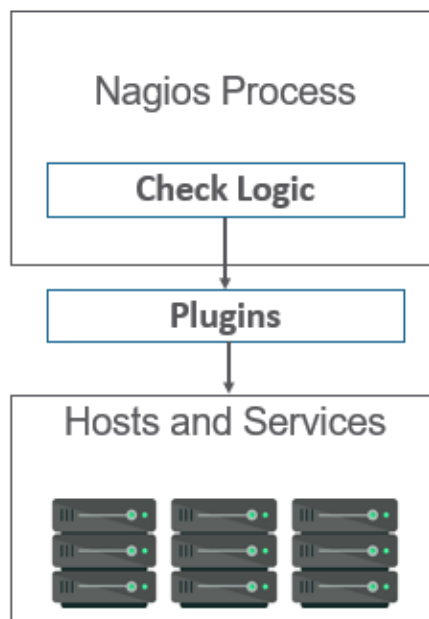 Nagios Process
Check Logic
Plugins
Hosts and Services